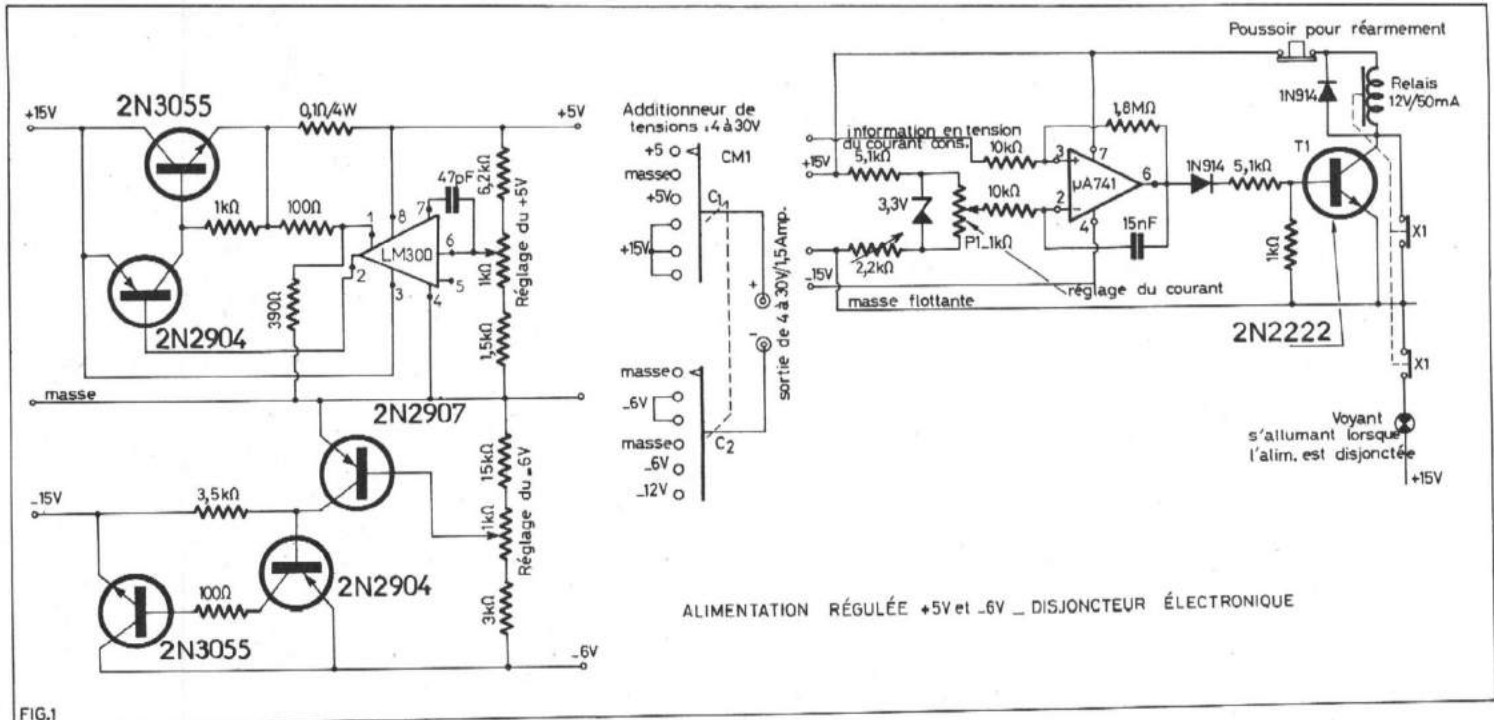 +15V
2N3055
0,1Ω/4W
+5V
1kΩ
100Ω
47pF
6,2kΩ
Réglage du +5V
1
8
7
6
LM300
2
3
4
5
1kΩ
390Ω
2N2904
1,5kΩ
masse
2N2907
15kΩ
Réglage du _6V
1kΩ
_15V
3,5kΩ
2N2904
100Ω
3kΩ
2N3055
_6V
Additionneur de
tensions .4 à 30V
+5
CM1
masse
+5V
C1
+15V
+
-
sortie de 4 à 30V/1,5Amp.
masse
_6V
C2
masse
_6V
_12V
Poussoir pour réarmement
1N914
Relais
12V/50mA
1,8MΩ
information en tension
du courant cons.
10kΩ
+15V
5,1kΩ
3
+
7
µA741
6
1N914
5,1kΩ
T1
10kΩ
2
-
4
3,3V
15nF
P1_1kΩ
1kΩ
X1
_15V
2,2kΩ
masse flottante
réglage du courant
2N2222
X1
Voyant
s'allumant lorsque
l'alim. est disjonctée
+15V
ALIMENTATION RÉGULÉE +5V et _6V _ DISJONCTEUR ÉLECTRONIQUE
FIG.1